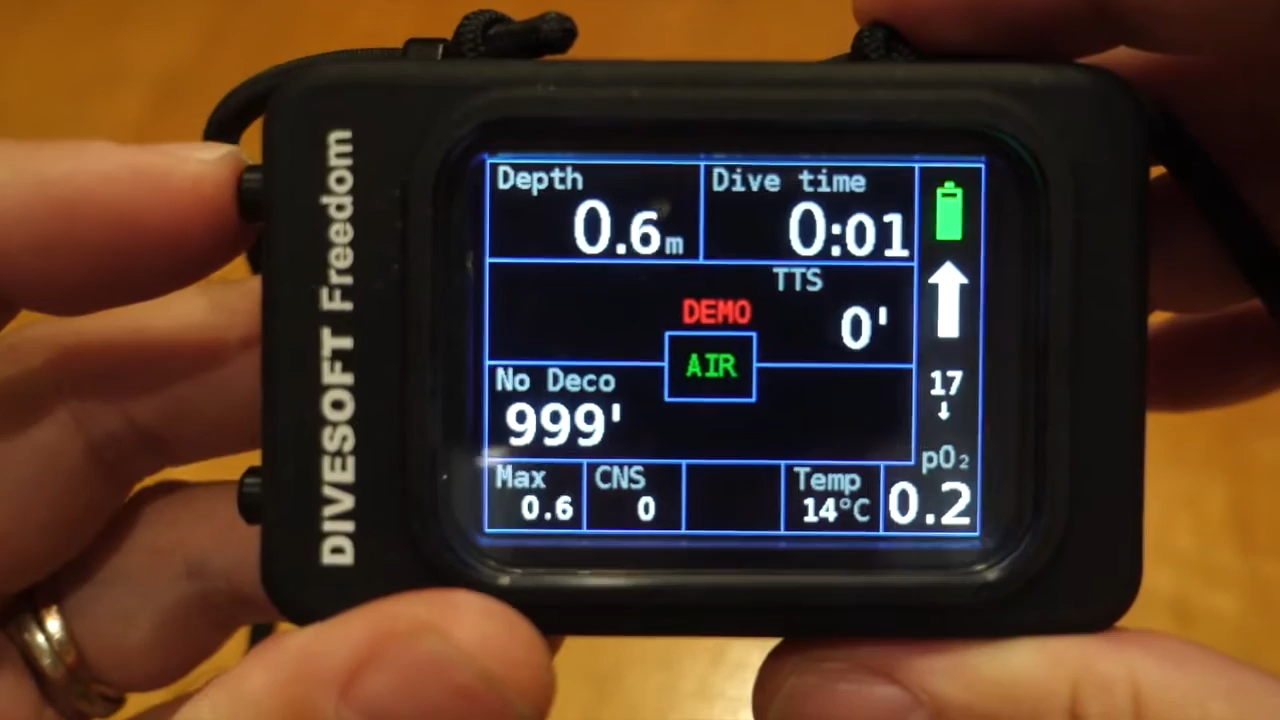 DIVESOFT Freedom
Depth
0.6m
Dive time
0:01
TTS
0'
DEMO
AIR
No Deco
999'
17
↓
pO₂
0.2
Max
0.6
CNS
0
Temp
14°C